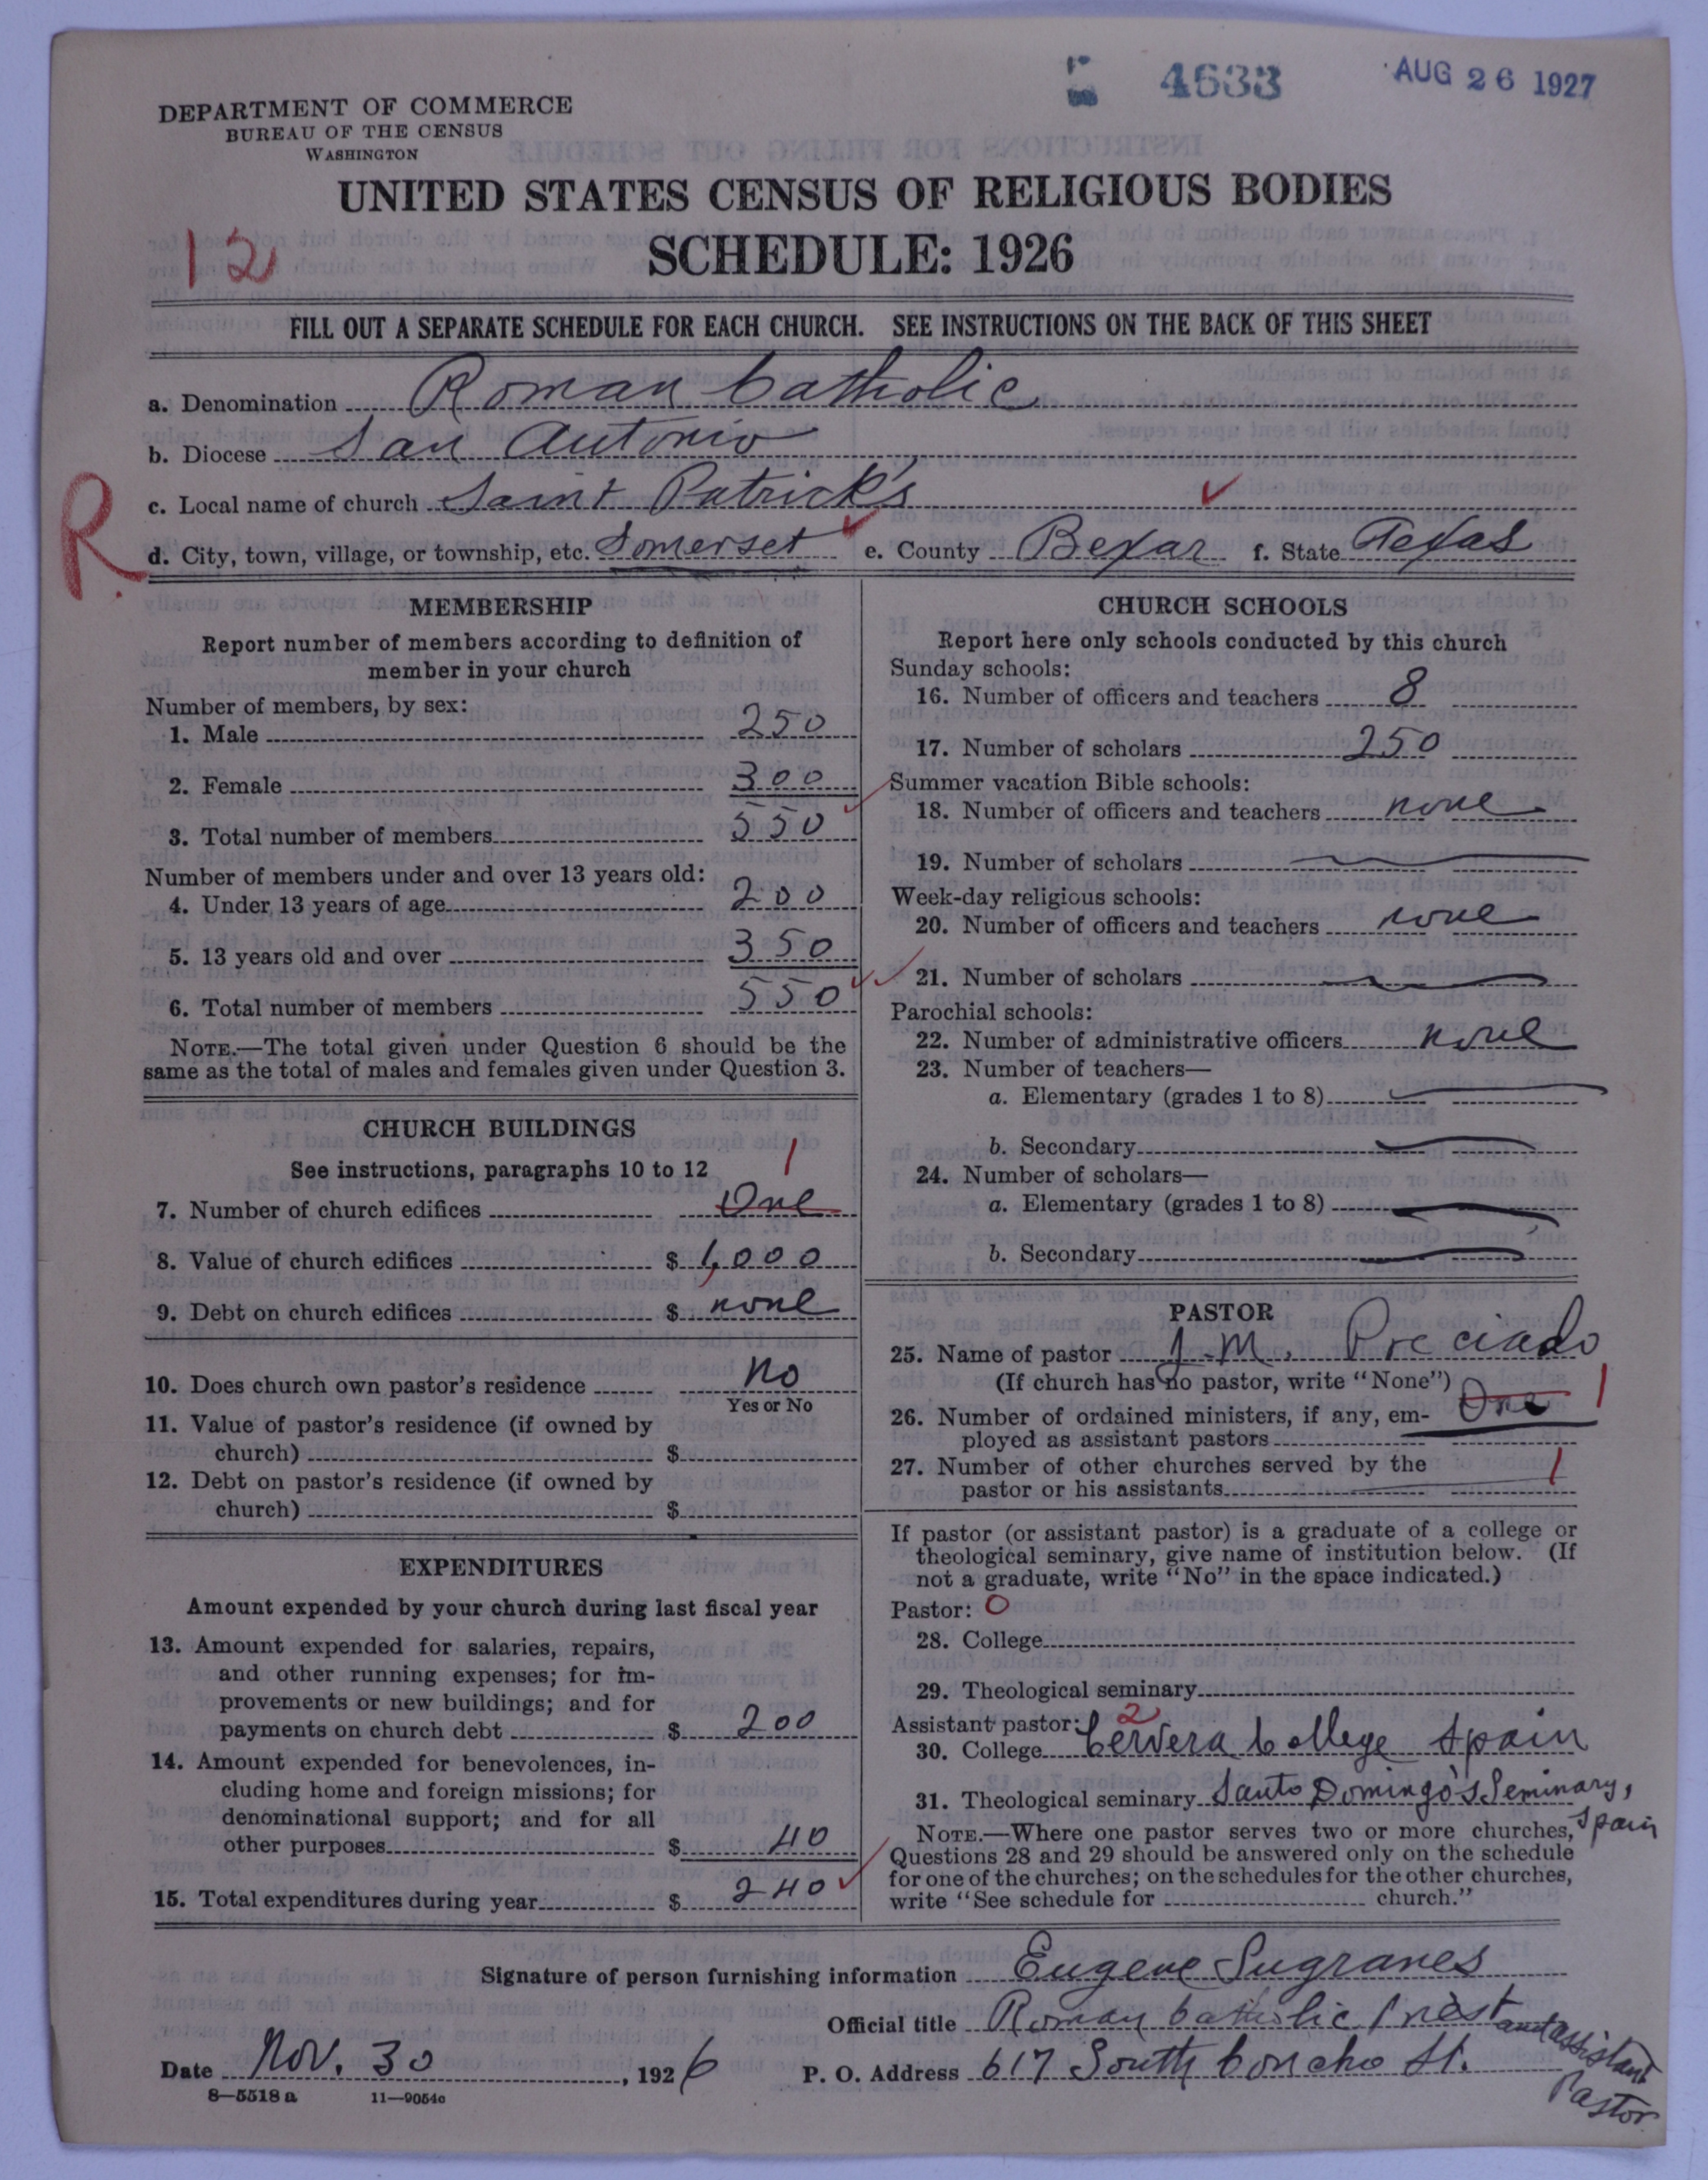 4633 AUG 26 1927
DEPARTMENT OF COMMERCE
BUREAU OF THE CENSUS
WASHINGTON
UNITED STATES CENSUS OF RELIGIOUS BODIES
12 SCHEDULE: 1926
FILL OUT A SEPARATE SCHEDULE FOR EACH CHURCH. SEE INSTRUCTIONS ON THE BACK OF THIS SHEET
a. Denomination Roman Catholic
b. Diocese San Antonio
R. c. Local name of church Saint Patrick's
d. City, town, village, or township, etc. Somerset e. County Bexar f. State Texas
MEMBERSHIP
Report number of members according to definition of
member in your church
Number of members, by sex:
1. Male 250
2. Female 300
3. Total number of members 550
Number of members under and over 13 years old:
4. Under 13 years of age 200
5. 13 years old and over 350
6. Total number of members 550
NOTE.—The total given under Question 6 should be the
same as the total of males and females given under Question 3.
CHURCH BUILDINGS
See instructions, paragraphs 10 to 12 1
7. Number of church edifices One
8. Value of church edifices $ 1,000
9. Debt on church edifices $ none
10. Does church own pastor's residence No
Yes or No
11. Value of pastor's residence (if owned by
church) $
12. Debt on pastor's residence (if owned by
church) $
EXPENDITURES
Amount expended by your church during last fiscal year
13. Amount expended for salaries, repairs,
and other running expenses; for im-
provements or new buildings; and for
payments on church debt $ 200
14. Amount expended for benevolences, in-
cluding home and foreign missions; for
denominational support; and for all
other purposes $ 40
15. Total expenditures during year $ 240
CHURCH SCHOOLS
Report here only schools conducted by this church
Sunday schools:
16. Number of officers and teachers 8
17. Number of scholars 250
Summer vacation Bible schools:
18. Number of officers and teachers none
19. Number of scholars
Week-day religious schools:
20. Number of officers and teachers none
21. Number of scholars
Parochial schools:
22. Number of administrative officers none
23. Number of teachers—
a. Elementary (grades 1 to 8)
b. Secondary
24. Number of scholars—
a. Elementary (grades 1 to 8)
b. Secondary
PASTOR
25. Name of pastor J. M. Preciado
(If church has no pastor, write "None")
26. Number of ordained ministers, if any, em- One 1
ployed as assistant pastors
27. Number of other churches served by the
pastor or his assistants 1
If pastor (or assistant pastor) is a graduate of a college or
theological seminary, give name of institution below. (If
not a graduate, write "No" in the space indicated.)
Pastor: 0
28. College
29. Theological seminary
Assistant pastor: 2
30. College Cervera College Spain
31. Theological seminary Santo Domingo's Seminary,
Spain
NOTE.—Where one pastor serves two or more churches,
Questions 28 and 29 should be answered only on the schedule
for one of the churches; on the schedules for the other churches,
write "See schedule for church."
Signature of person furnishing information Eugene Sugranes
Official title Roman Catholic Priest and assistant
Pastor
Date Nov. 30, 1926 P. O. Address 617 South Concho St.
8—5518 a 11—9054c